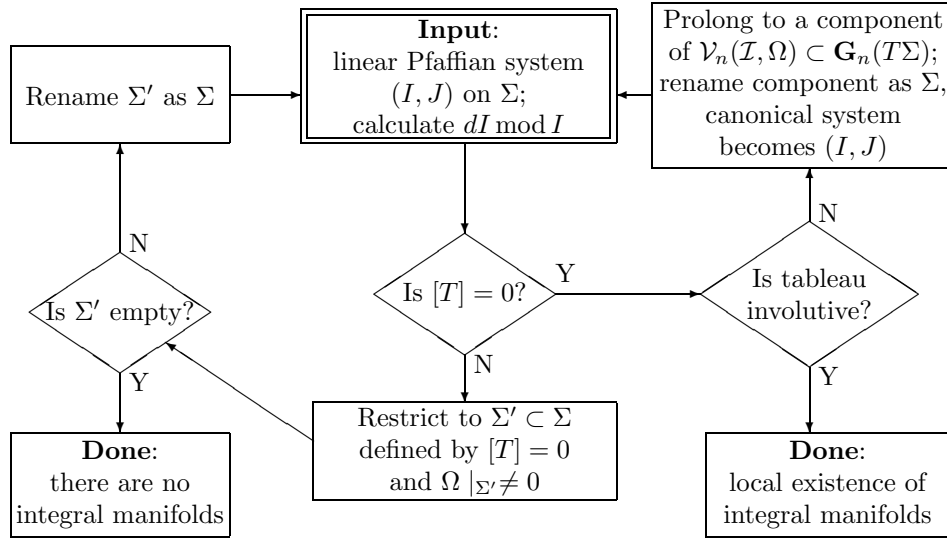 Rename Σ′ as Σ
Input:
linear Pfaffian system
(I, J) on Σ;
calculate dI mod I
Prolong to a component
of 𝒱ₙ(ℐ, Ω) ⊂ 𝐆ₙ(TΣ);
rename component as Σ,
canonical system
becomes (I, J)
N
N
Is Σ′ empty?
Is [T] = 0?
Y
Is tableau
involutive?
Y
N
Y
Done:
there are no
integral manifolds
Restrict to Σ′ ⊂ Σ
defined by [T] = 0
and Ω |Σ′ ≠ 0
Done:
local existence of
integral manifolds